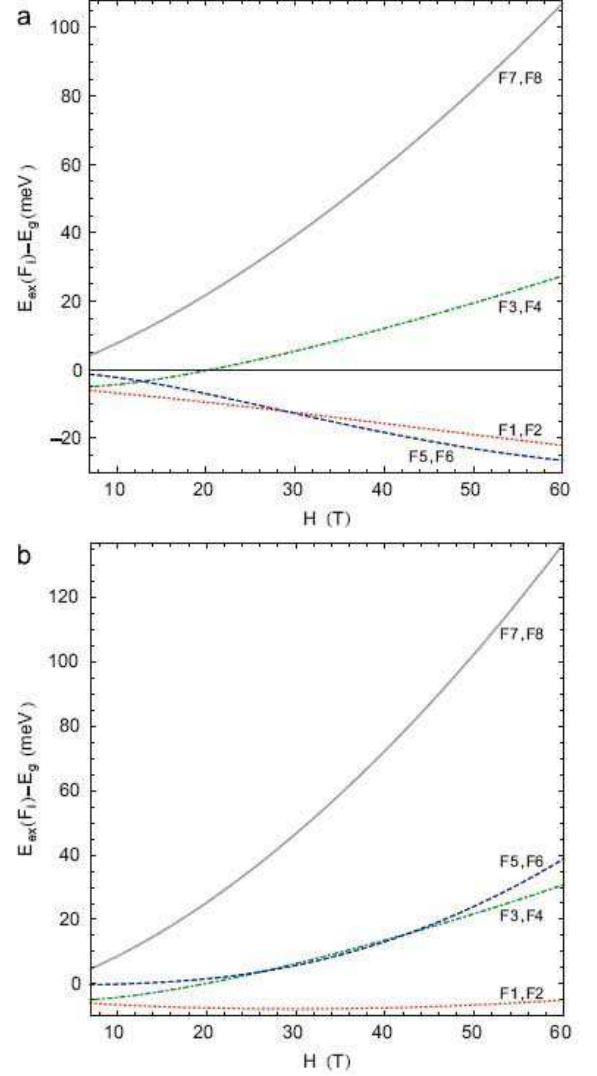 a
100
80
60
40
20
0
−20
E_ex(F_i)−E_g(meV)
F7,F8
F3,F4
F1,F2
F5,F6
10 20 30 40 50 60
H (T)
b
120
100
80
60
40
20
0
E_ex(F_i)−E_g (meV)
F7,F8
F5,F6
F3,F4
F1,F2
10 20 30 40 50 60
H (T)